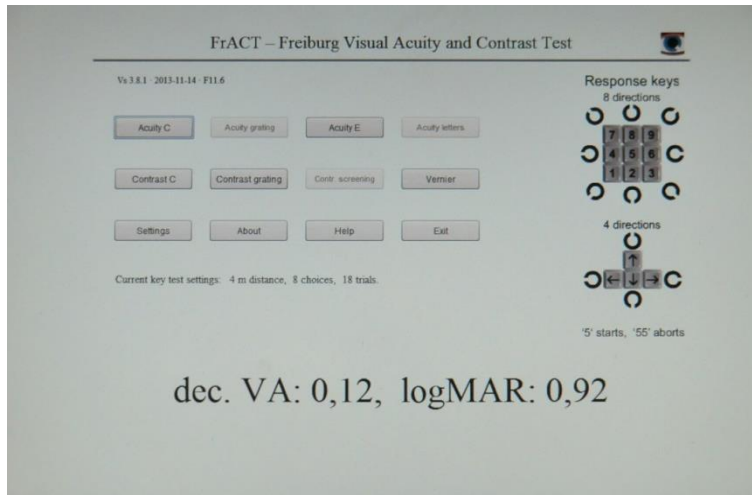 FrACT – Freiburg Visual Acuity and Contrast Test
Vs 3.8.1 · 2013-11-14 · F11.6
Response keys
8 directions
Acuity C Acuity grating Acuity E Acuity letters
7 8 9
4 5 6
1 2 3
Contrast C Contrast grating Contr. screening Vernier
Settings About Help Exit
4 directions
↑
← ↓ →
Current key test settings: 4 m distance, 8 choices, 18 trials.
'5' starts, '55' aborts
dec. VA: 0,12, logMAR: 0,92